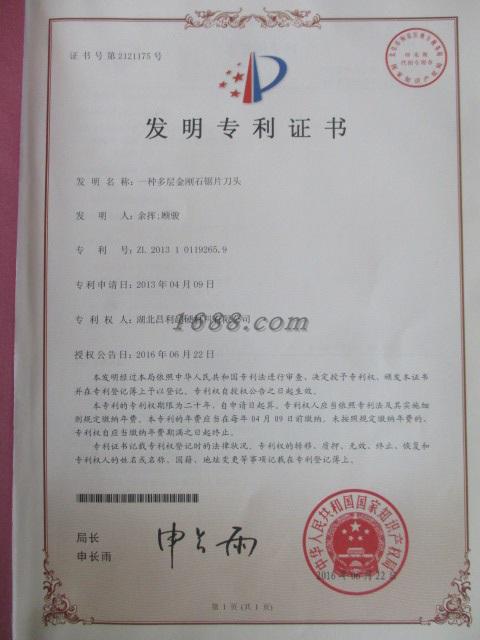 证书号第2121175号
发明专利证书
发 明 名 称：一种多层金刚石锯片刀头
发 明 人：余挥;顾骏
专 利 号：ZL 2013 1 0119265.9
专利申请日：2013年04月09日
专 利 权 人：湖北昌利超硬材料有限公司
1688.com
授权公告日：2016年06月22日
本发明经过本局依照中华人民共和国专利法进行审查，决定授予专利权，颁发本证书
并在专利登记簿上予以登记。专利权自授权公告之日起生效。
本专利的专利权期限为二十年，自申请日起算。专利权人应当依照专利法及其实施细
则规定缴纳年费。本专利的年费应当在每年04月09日前缴纳。未按照规定缴纳年费的，
专利权自应当缴纳年费期满之日起终止。
专利证书记载专利权登记时的法律状况。专利权的转移、质押、无效、终止、恢复和
专利权人的姓名或名称、国籍、地址变更等事项记载在专利登记簿上。
局长
申长雨
申长雨
中华人民共和国国家知识产权局
2016年06月22日
第1页(共1页)